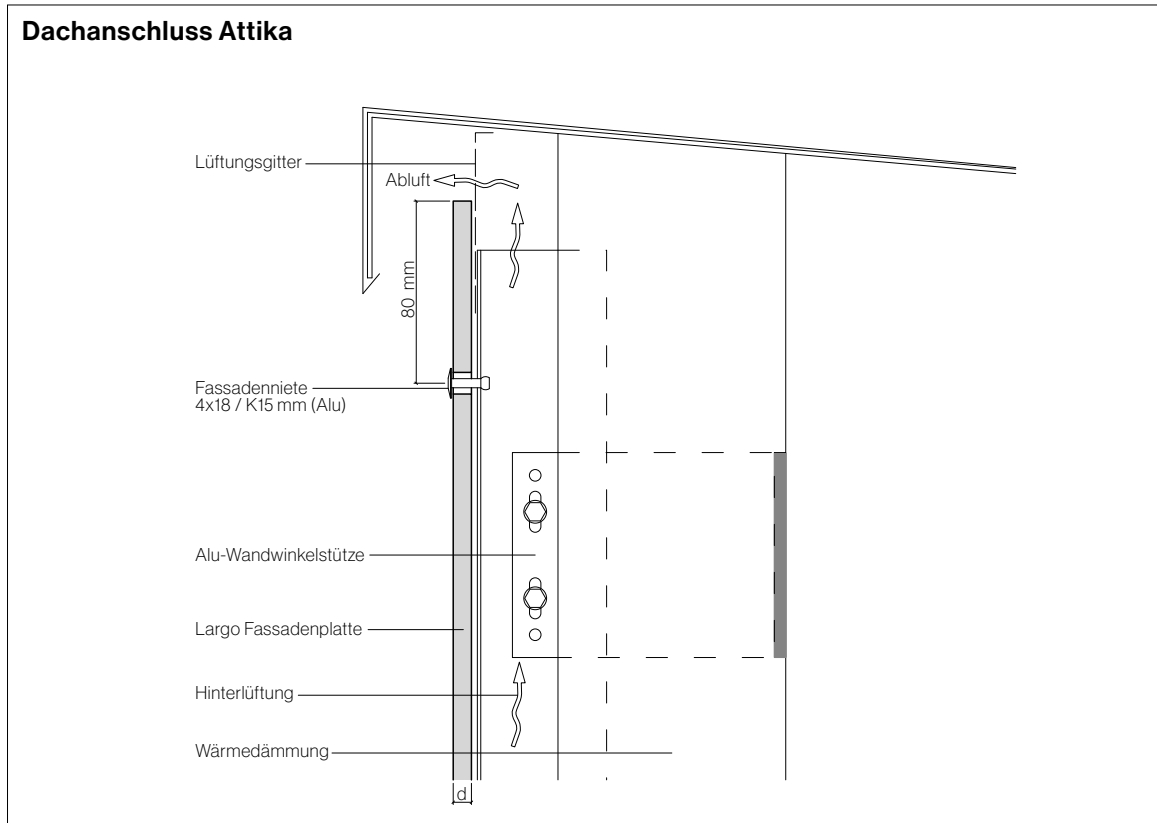 Dachanschluss Attika
Lüftungsgitter
Abluft
80 mm
Fassadenniete
4x18 / K15 mm (Alu)
Alu-Wandwinkelstütze
Largo Fassadenplatte
Hinterlüftung
Wärmedämmung
d